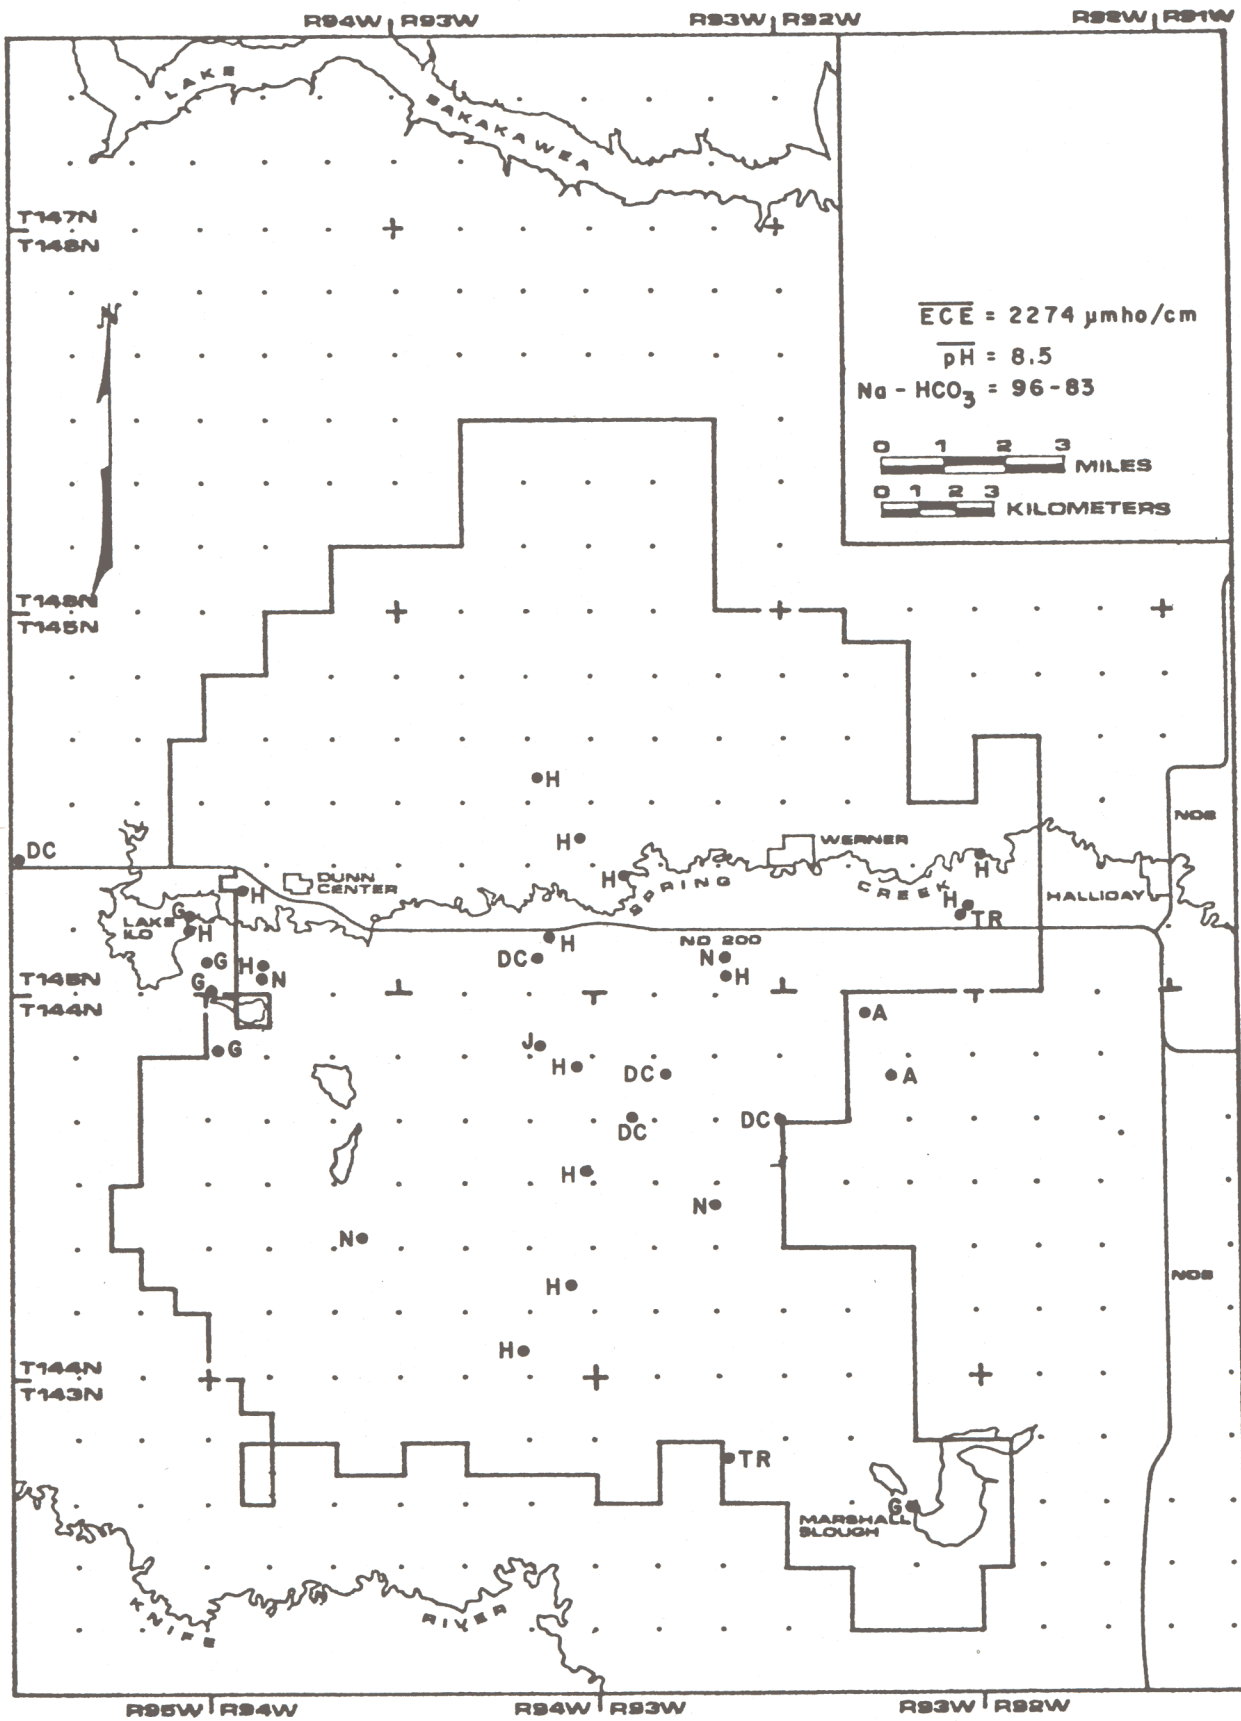 R94W R93W
R93W R92W
R92W R91W
LAKE
SAKAKAWEA
T147N
T146N
N
ECE = 2274 µmho/cm
pH = 8.5
Na - HCO3 = 96-83
0 1 2 3
MILES
0 1 2 3
KILOMETERS
T146N
T145N
H
H
DC
WERNER
ND8
H
H
DUNN
CENTER
SPRING
CREEK
H
HALLIDAY
H
TR
G
LAKE
ILO
H
H
ND 200
DC
N
G
H
N
H
G
T145N
T144N
A
J
G
H
DC
A
DC
DC
H
N
N
ND8
H
H
T144N
T143N
TR
G
MARSHALL
SLOUGH
KNIFE
RIVER
R95W R94W
R94W R93W
R93W R92W